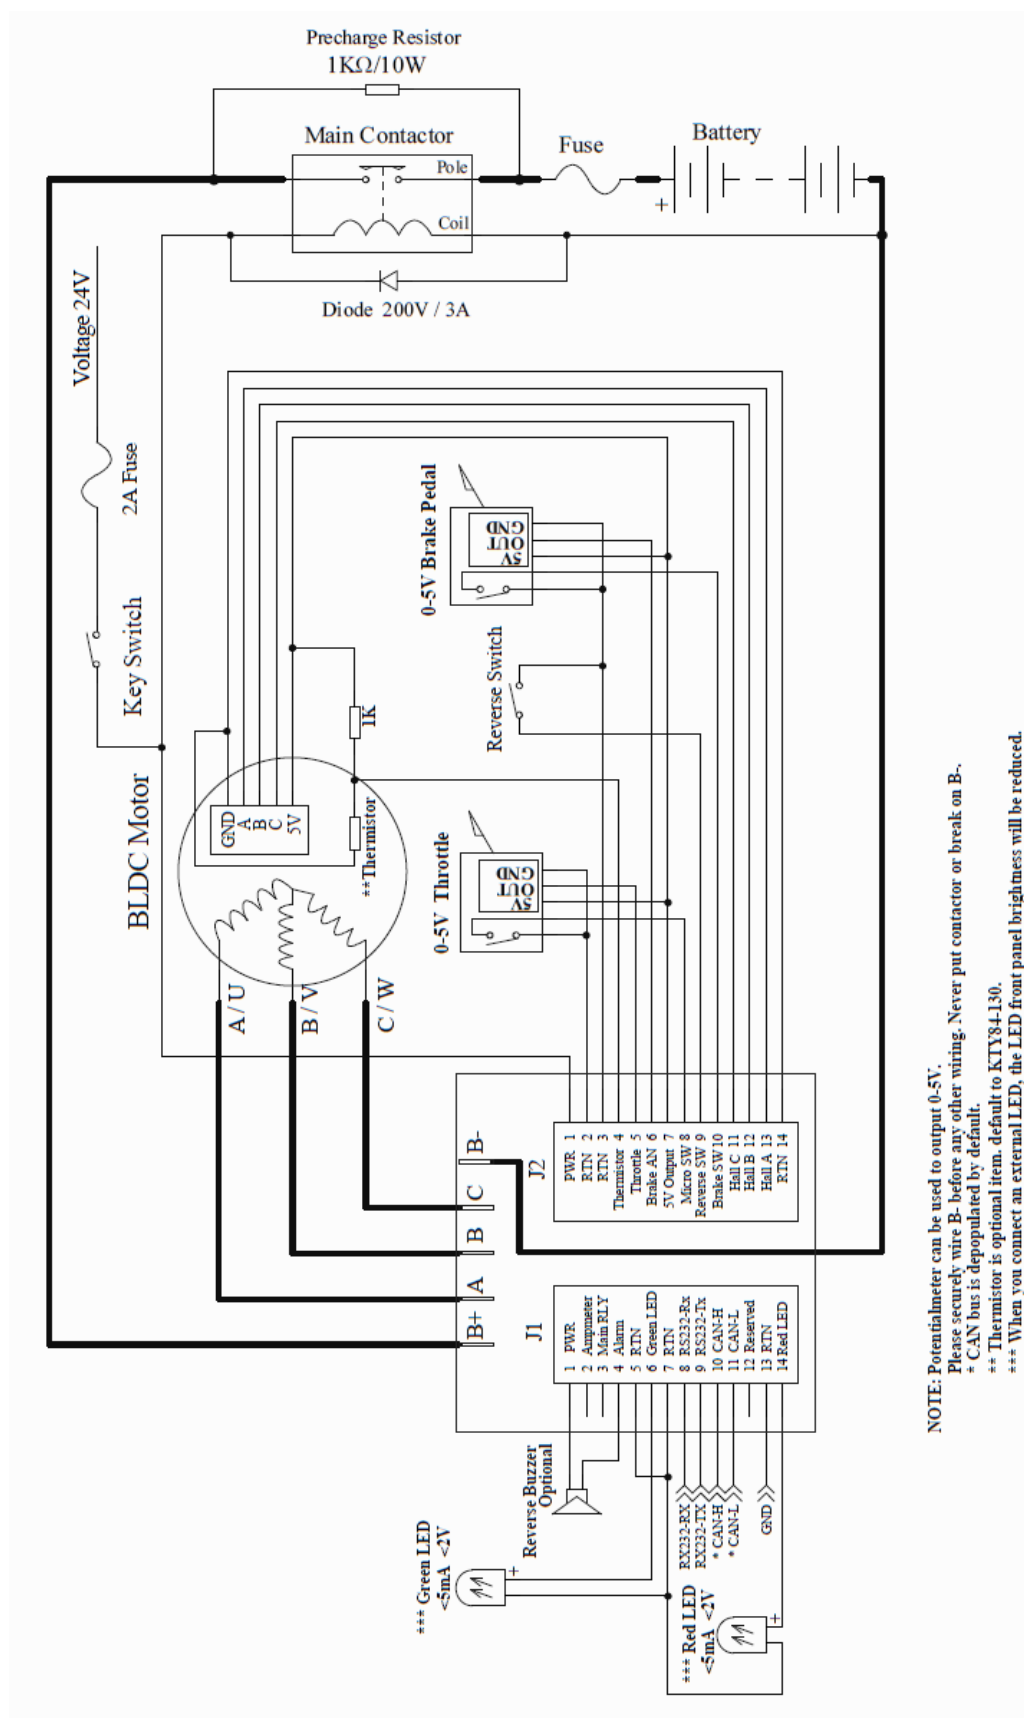 Precharge Resistor
1KΩ/10W
Main Contactor
Pole
Coil
Fuse
Battery
+
Diode 200V / 3A
Voltage 24V
2A Fuse
Key Switch
BLDC Motor
GND
A
B
C
5V
1K
**Thermistor
A / U
B / V
C / W
0-5V Brake Pedal
GND
OUT
5V
Reverse Switch
0-5V Throttle
GND
OUT
5V
B+
A
B
C
B-
J2
PWR 1
RTN 2
RTN 3
Thermistor 4
Throttle 5
Brake AN 6
5V Output 7
Micro SW 8
Reverse SW 9
Brake SW10
Hall C 11
Hall B 12
Hall A 13
RTN 14
J1
1 PWR
2 Ampmeter
3 Main RLY
4 Alarm
5 RTN
6 Green LED
7 RTN
8 RS232-Rx
9 RS232-Tx
10 CAN-H
11 CAN-L
12 Reserved
13 RTN
14 Red LED
Reverse Buzzer
Optional
*** Green LED
<5mA <2V
+
RX232-RX
RX232-TX
* CAN-H
* CAN-L
GND
*** Red LED
<5mA <2V
+
NOTE: Potentialmeter can be used to output 0-5V.
Please securely wire B- before any other wiring. Never put contactor or break on B-.
* CAN bus is depopulated by default.
** Thermistor is optional item. default to KTY84-130.
*** When you connect an external LED, the LED front panel brightness will be reduced.